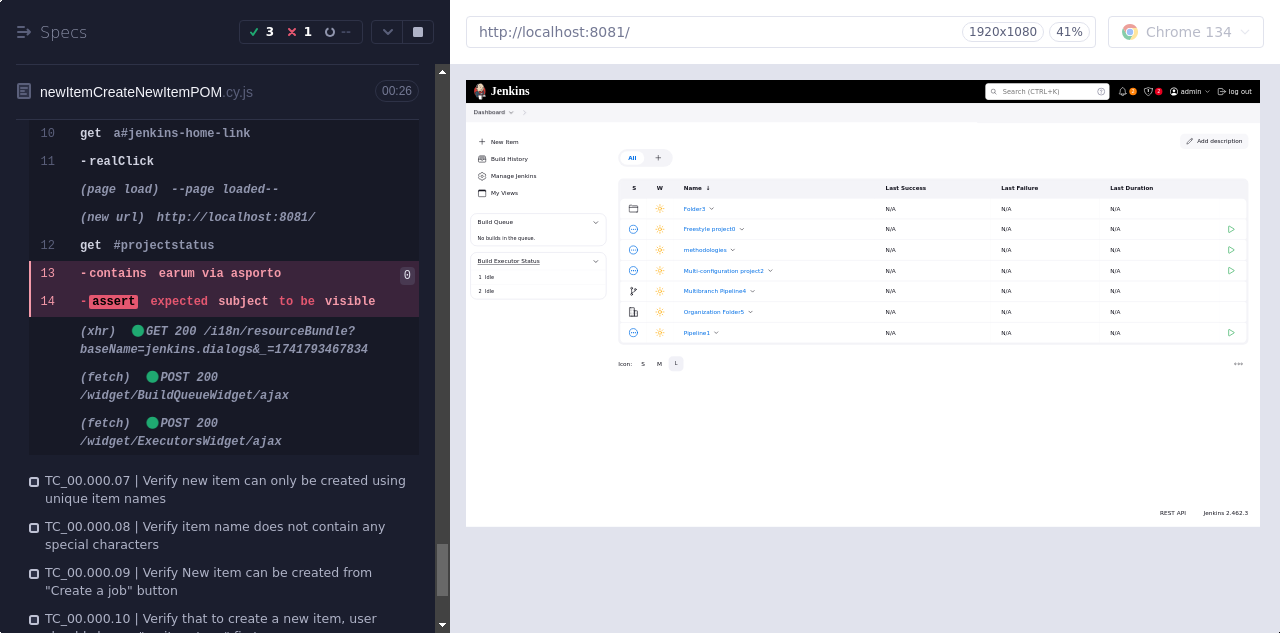 Specs
3
1
--
newItemCreateNewItemPOM.cy.js
00:26
10 get a#jenkins-home-link
11 -realClick
(page load) --page loaded--
(new url) http://localhost:8081/
12 get #projectstatus
13 -contains earum via asporto 0
14 -assert expected subject to be visible
(xhr) GET 200 /i18n/resourceBundle?
baseName=jenkins.dialogs&_=1741793467834
(fetch) POST 200
/widget/BuildQueueWidget/ajax
(fetch) POST 200
/widget/ExecutorsWidget/ajax
TC_00.000.07 | Verify new item can only be created using
unique item names
TC_00.000.08 | Verify item name does not contain any
special characters
TC_00.000.09 | Verify New item can be created from
"Create a job" button
TC_00.000.10 | Verify that to create a new item, user
http://localhost:8081/
1920x1080
41%
Chrome 134
Jenkins
Search (CTRL+K)
2
2
admin
log out
Dashboard
New Item
Build History
Manage Jenkins
My Views
Build Queue
No builds in the queue.
Build Executor Status
1 Idle
2 Idle
Add description
All
+
S W Name ↓ Last Success Last Failure Last Duration
Folder3 N/A N/A N/A
Freestyle project0 N/A N/A N/A
methodologies N/A N/A N/A
Multi-configuration project2 N/A N/A N/A
Multibranch Pipeline4 N/A N/A N/A
Organization Folder5 N/A N/A N/A
Pipeline1 N/A N/A N/A
Icon: S M L
REST API
Jenkins 2.462.3